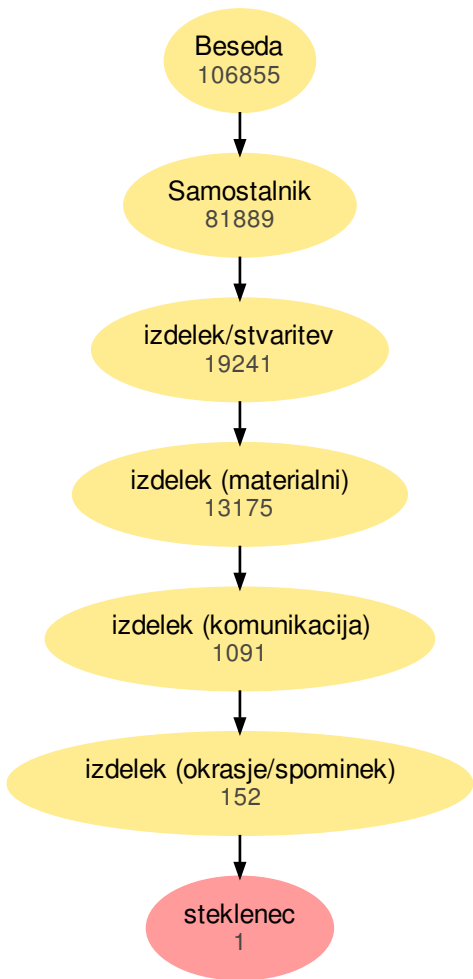 Beseda
106855
Samostalnik
81889
izdelek/stvaritev
19241
izdelek (materialni)
13175
izdelek (komunikacija)
1091
izdelek (okrasje/spominek)
152
steklenec
1